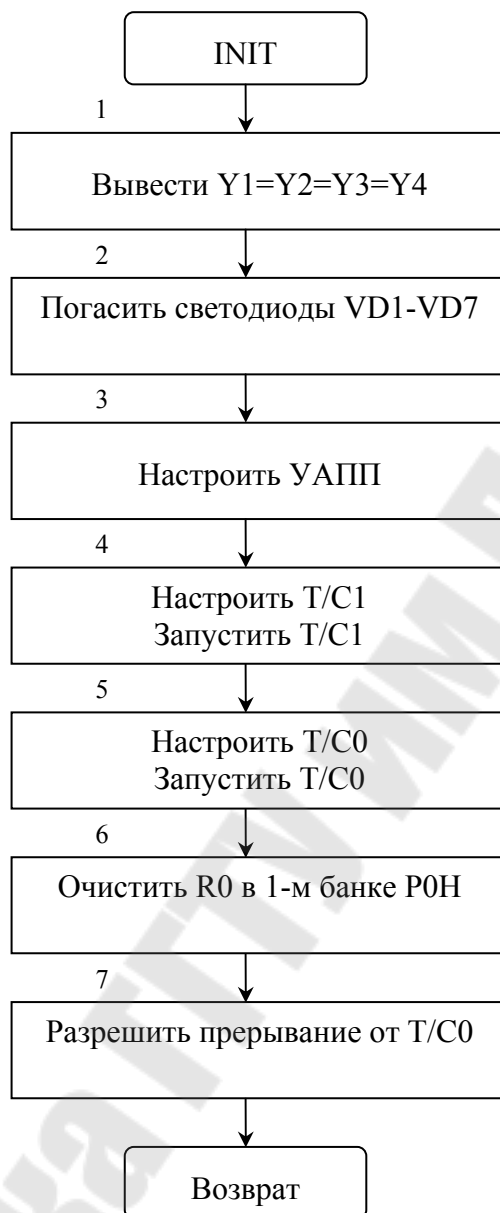 INIT
1
Вывести Y1=Y2=Y3=Y4
2
Погасить светодиоды VD1-VD7
3
Настроить УАПП
4
Настроить Т/С1
Запустить Т/С1
5
Настроить Т/С0
Запустить Т/С0
6
Очистить R0 в 1-м банке Р0Н
7
Разрешить прерывание от Т/С0
Возврат